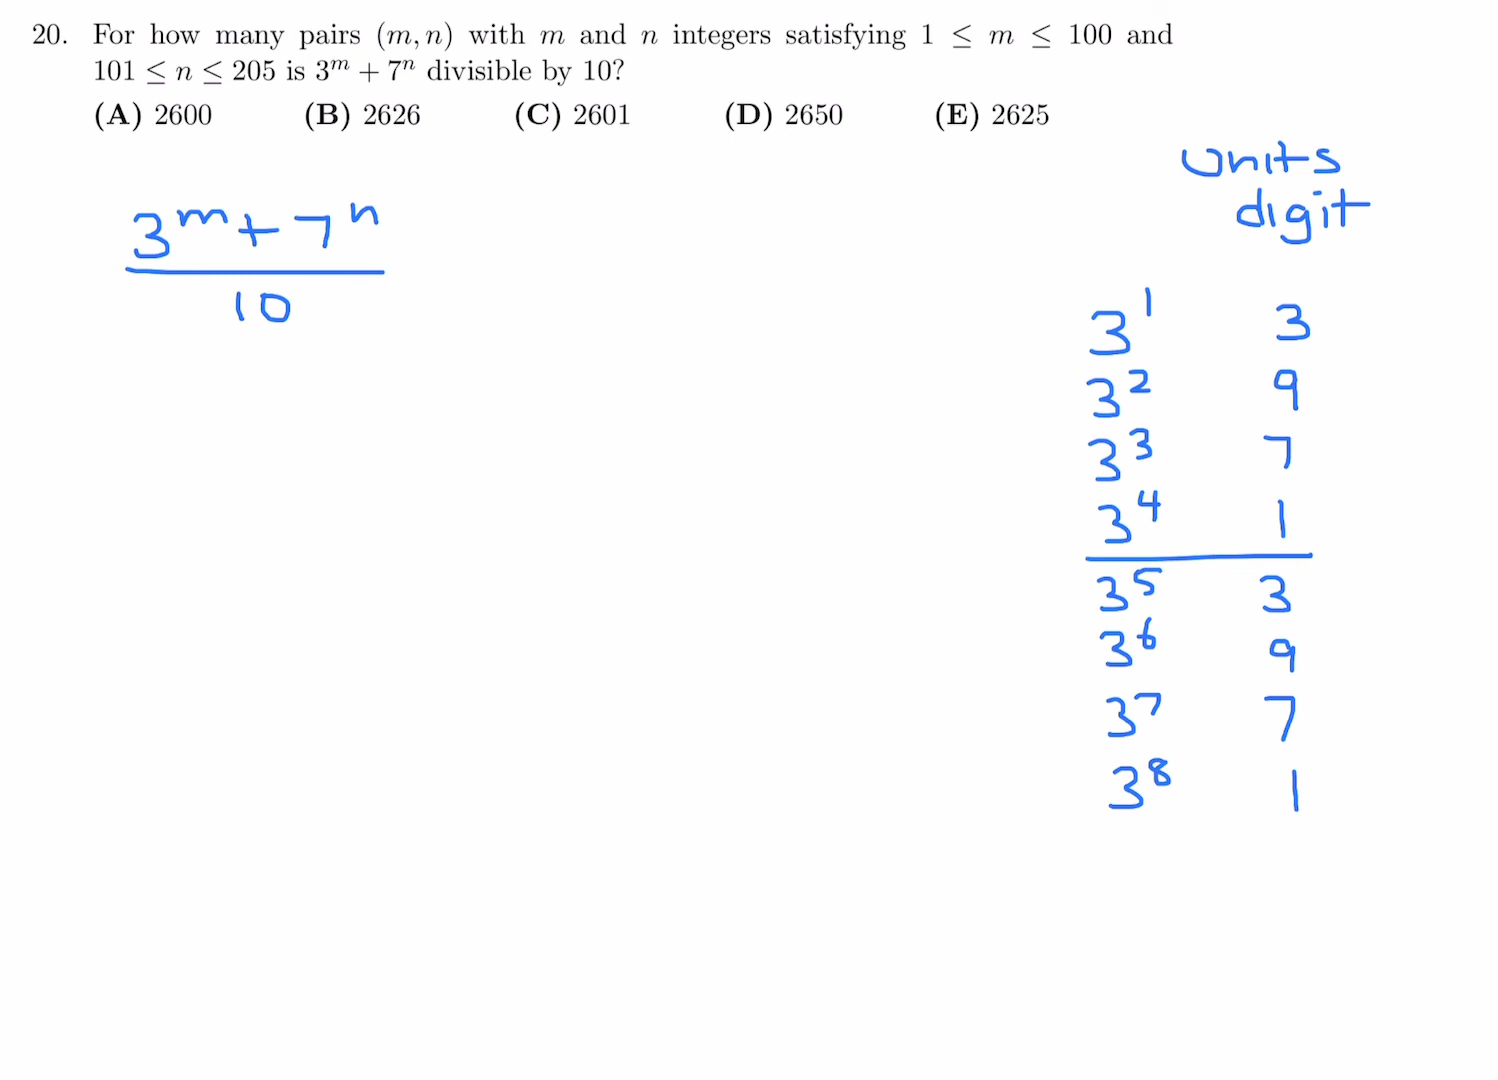 20. For how many pairs (m, n) with m and n integers satisfying 1 ≤ m ≤ 100 and
101 ≤ n ≤ 205 is 3^m + 7^n divisible by 10?
(A) 2600 (B) 2626 (C) 2601 (D) 2650 (E) 2625
units
digit
3^m + 7^n
10
3^1 3
3^2 9
3^3 7
3^4 1
3^5 3
3^6 9
3^7 7
3^8 1